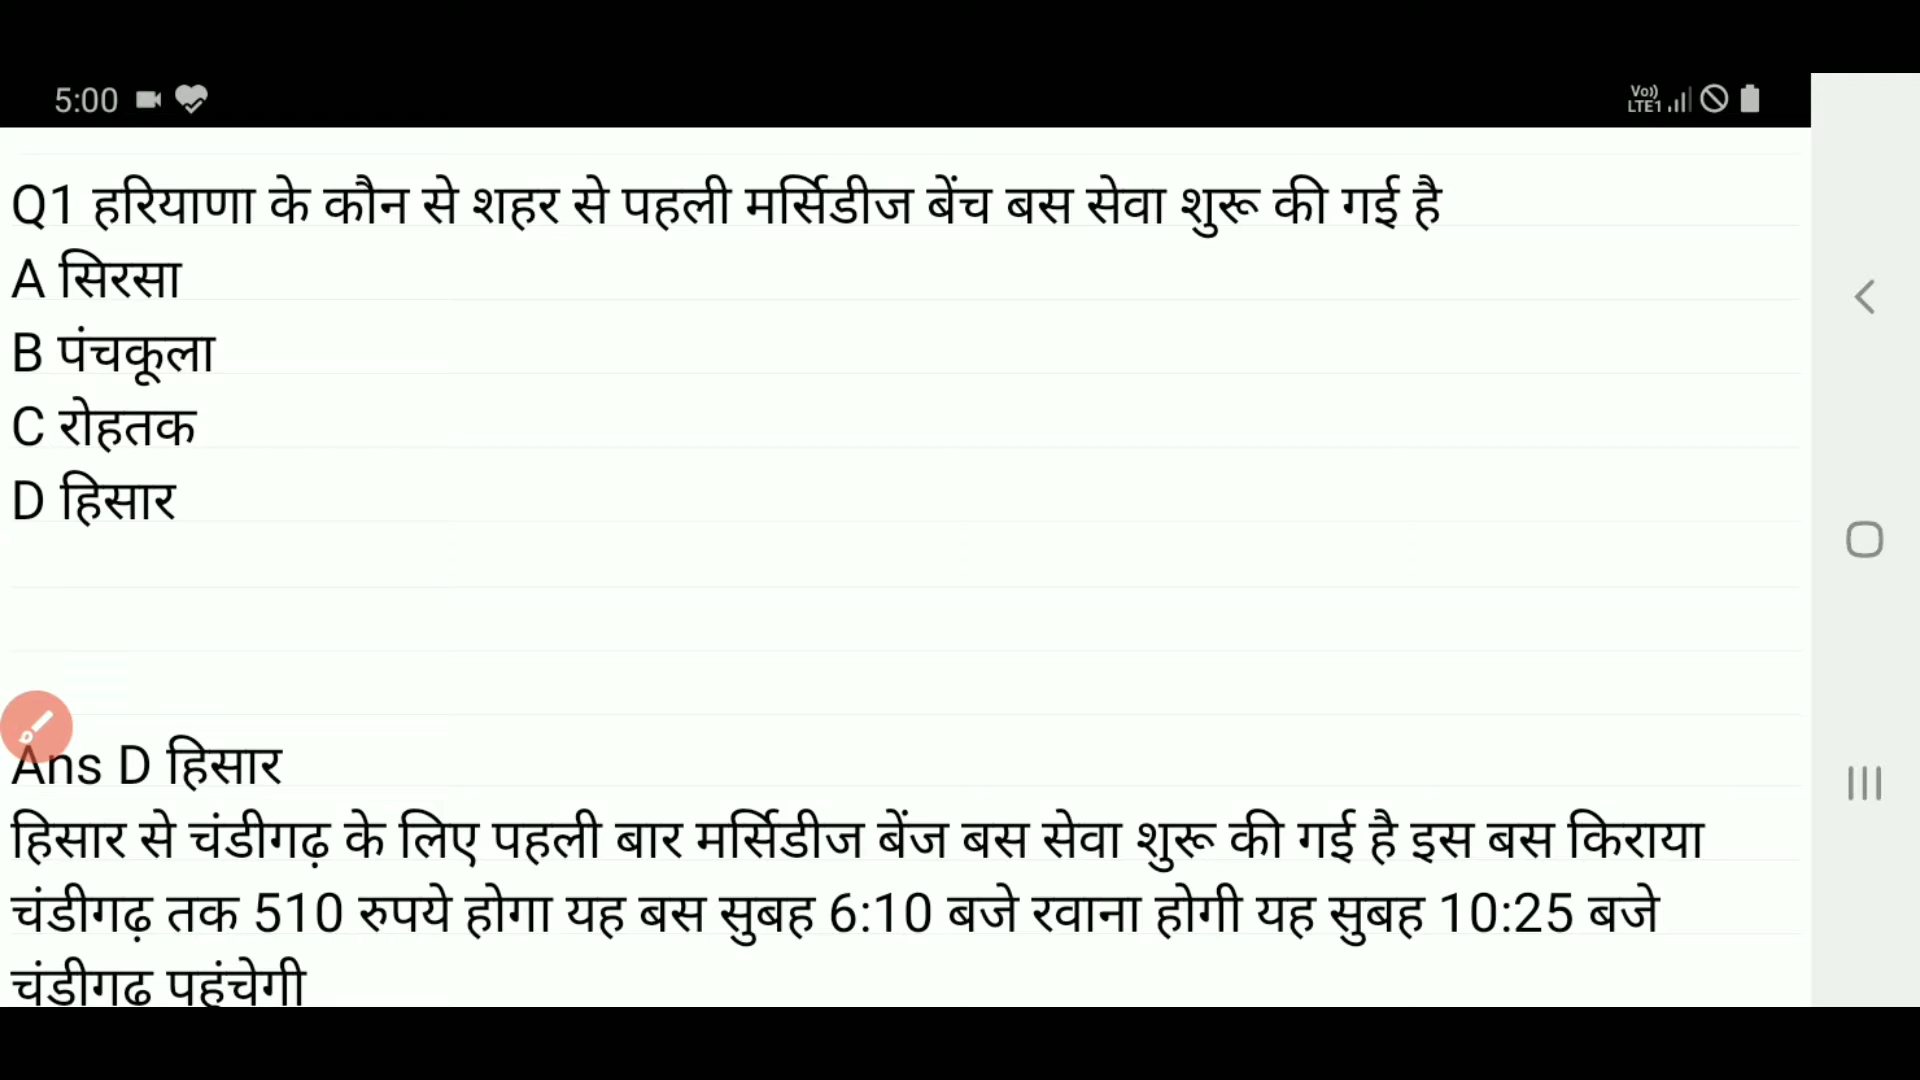 5:00
Vo)) LTE1
Q1 हरियाणा के कौन से शहर से पहली मर्सिडीज बेंच बस सेवा शुरू की गई है
A सिरसा
B पंचकूला
C रोहतक
D हिसार
Ans D हिसार
हिसार से चंडीगढ़ के लिए पहली बार मर्सिडीज बेंज बस सेवा शुरू की गई है इस बस किराया
चंडीगढ़ तक 510 रुपये होगा यह बस सुबह 6:10 बजे रवाना होगी यह सुबह 10:25 बजे
चंडीगढ़ पहुंचेगी